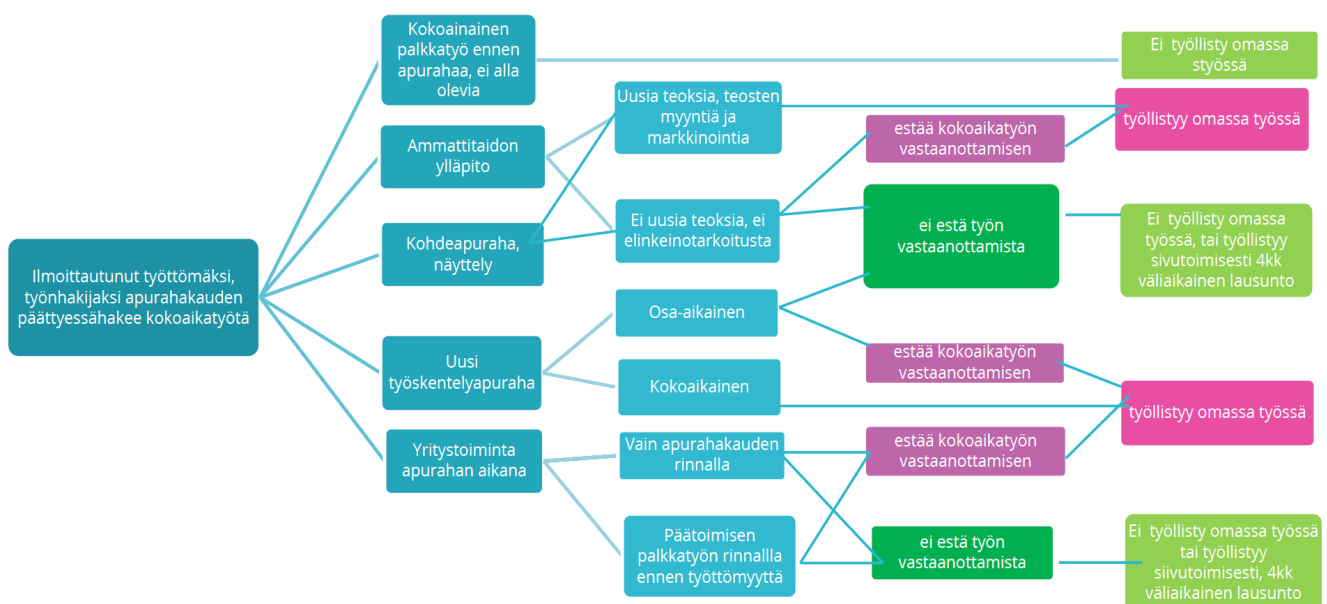 Ilmoittautunut työttömäksi,
työnhakijaksi apurahakauden
päättyessähakee kokoaikatyötä
Kokoainainen
palkkatyö ennen
apurahaa, ei alla
olevia
Ammattitaidon
ylläpito
Kohdeapuraha,
näyttely
Uusi
työskentelyapuraha
Yritystoiminta
apurahan aikana
Uusia teoksia, teosten
myyntiä ja
markkinointia
Ei uusia teoksia, ei
elinkeinotarkoitusta
Osa-aikainen
Kokoaikainen
Vain apurahakauden
rinnalla
Päätoimisen
palkkatyön rinnallla
ennen työttömyyttä
estää kokoaikatyön
vastaanottamisen
ei estä työn
vastaanottamista
estää kokoaikatyön
vastaanottamisen
estää kokoaikatyön
vastaanottamisen
ei estä työn
vastaanottamista
Ei työllisty omassa
styössä
työllistyy omassa työssä
Ei työllisty omassa
työssä, tai työllistyy
sivutoimisesti 4kk
väliaikainen lausunto
työllistyy omassa työssä
Ei työllisty omassa työssä
tai työllistyy
siivutoimisesti, 4kk
väliaikainen lausunto